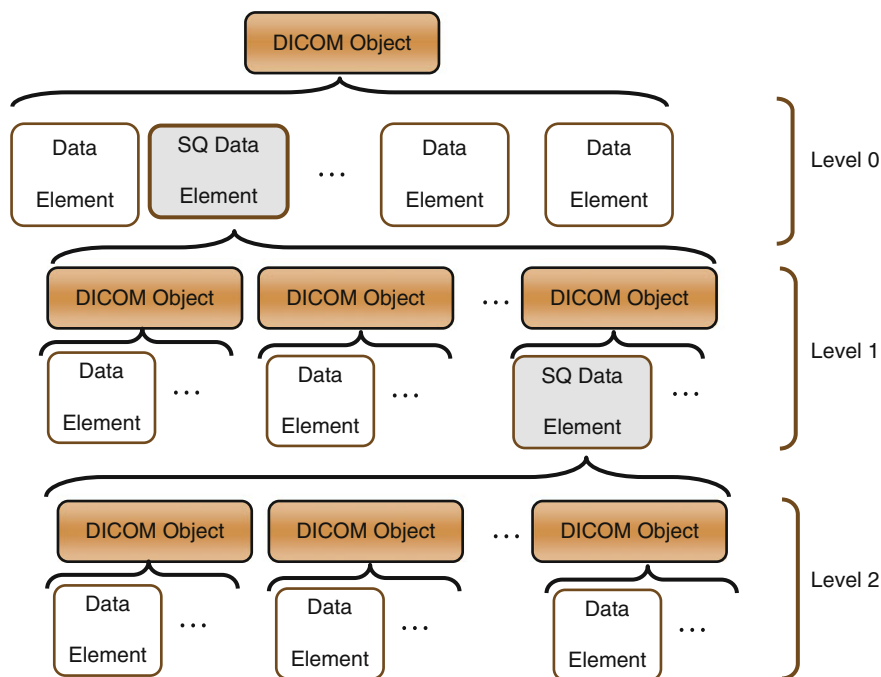 DICOM Object
Data
Element
SQ Data
Element
...
Data
Element
Data
Element
Level 0
DICOM Object
DICOM Object
...
DICOM Object
Data
Element
...
Data
Element
...
SQ Data
Element
...
Level 1
DICOM Object
DICOM Object
...
DICOM Object
Data
Element
...
Data
Element
...
Data
Element
...
Level 2